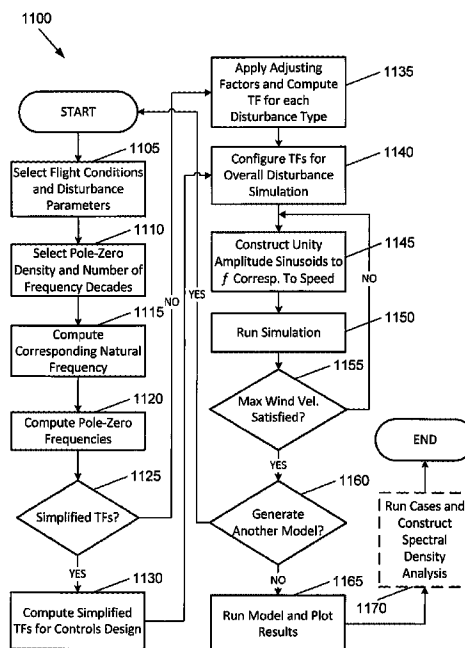 1100
START
1105
Select Flight Conditions
and Disturbance
Parameters
1110
Select Pole-Zero
Density and Number of
Frequency Decades
1115
Compute
Corresponding Natural
Frequency
1120
Compute Pole-Zero
Frequencies
1125
Simplified TFs?
NO
YES
1130
Compute Simplified
TFs for Controls Design
1135
Apply Adjusting
Factors and Compute
TF for each
Disturbance Type
1140
Configure TFs for
Overall Disturbance
Simulation
1145
Construct Unity
Amplitude Sinusoids to
f Corresp. To Speed
1150
Run Simulation
1155
Max Wind Vel.
Satisfied?
NO
YES
1160
Generate
Another Model?
YES
NO
1165
Run Model and Plot
Results
1170
Run Cases and
Construct
Spectral
Density
Analysis
END